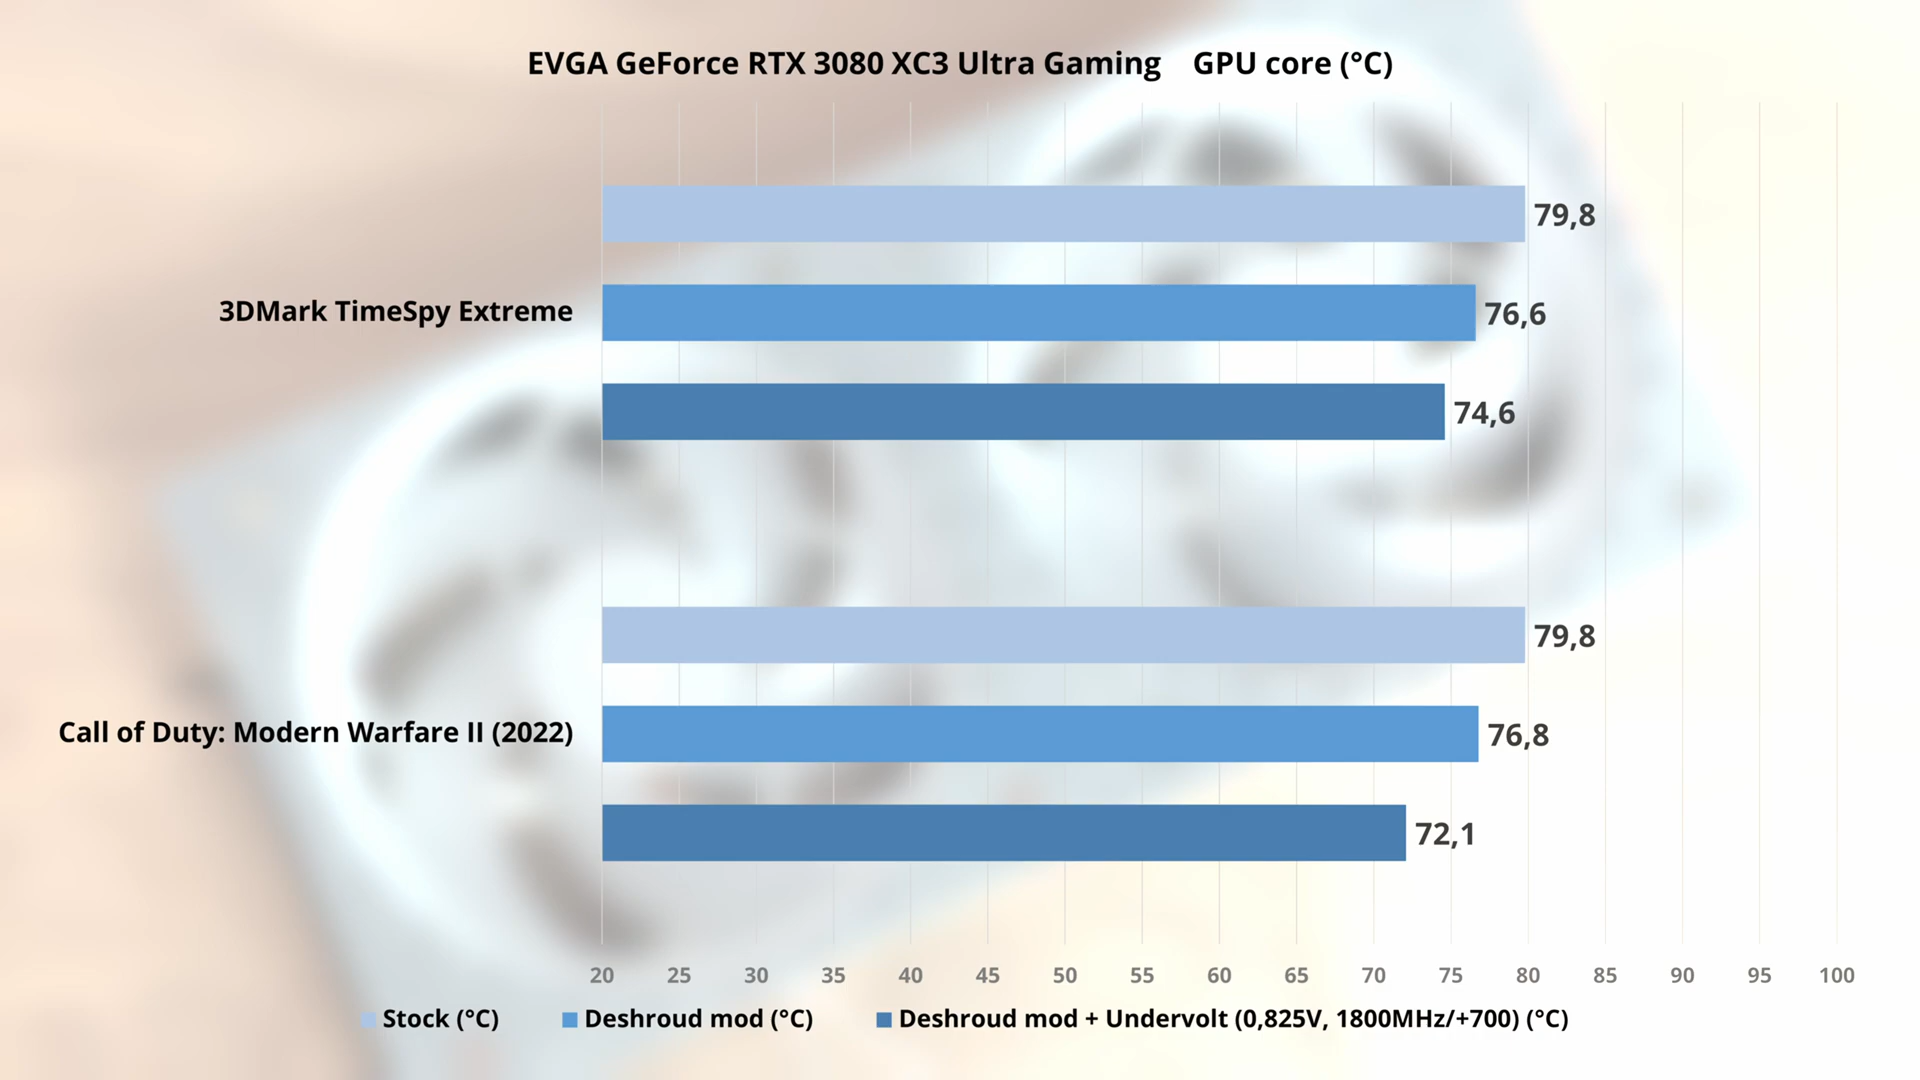 EVGA GeForce RTX 3080 XC3 Ultra Gaming GPU core (°C)
79,8
3DMark TimeSpy Extreme
76,6
74,6
79,8
Call of Duty: Modern Warfare II (2022)
76,8
72,1
20 25 30 35 40 45 50 55 60 65 70 75 80 85 90 95 100
Stock (°C) Deshroud mod (°C) Deshroud mod + Undervolt (0,825V, 1800MHz/+700) (°C)